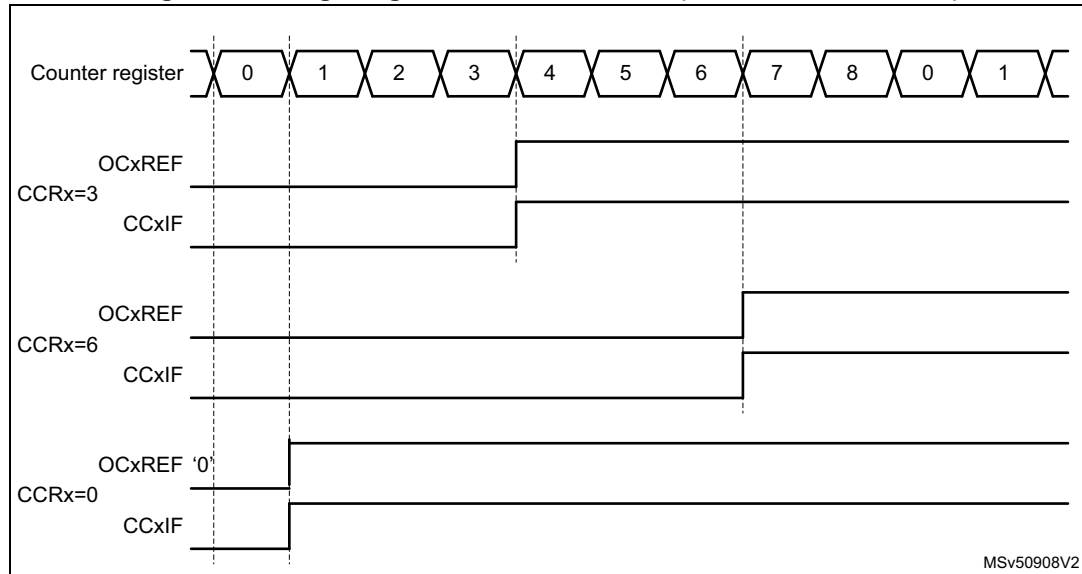 Counter register 0 1 2 3 4 5 6 7 8 0 1
OCxREF
CCRx=3
CCxIF
OCxREF
CCRx=6
CCxIF
OCxREF '0'
CCRx=0
CCxIF
MSv50908V2